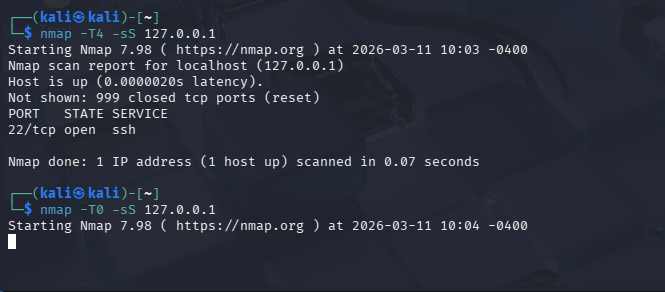 ┌──(kali㉿kali)-[~]
└─$ nmap -T4 -sS 127.0.0.1
Starting Nmap 7.98 ( https://nmap.org ) at 2026-03-11 10:03 -0400
Nmap scan report for localhost (127.0.0.1)
Host is up (0.0000020s latency).
Not shown: 999 closed tcp ports (reset)
PORT   STATE SERVICE
22/tcp open  ssh
Nmap done: 1 IP address (1 host up) scanned in 0.07 seconds
┌──(kali㉿kali)-[~]
└─$ nmap -T0 -sS 127.0.0.1
Starting Nmap 7.98 ( https://nmap.org ) at 2026-03-11 10:04 -0400